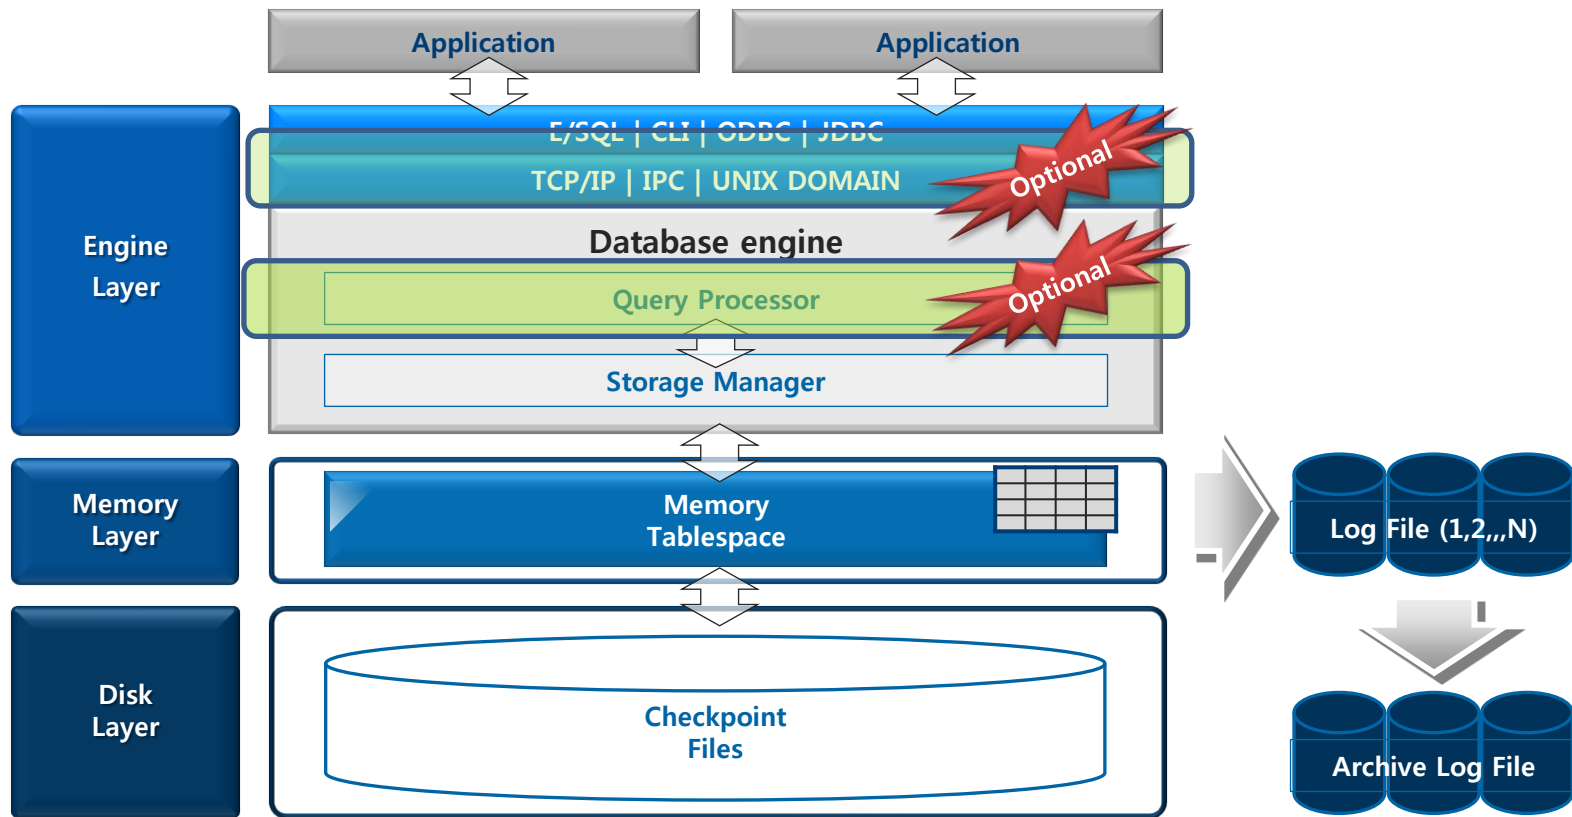 Application
Application
E/SQL | CLI | ODBC | JDBC
TCP/IP | IPC | UNIX DOMAIN
Optional
Engine
Layer
Database engine
Query Processor
Optional
Storage Manager
Memory
Layer
Memory
Tablespace
Log File (1,2,,,N)
Disk
Layer
Checkpoint
Files
Archive Log File